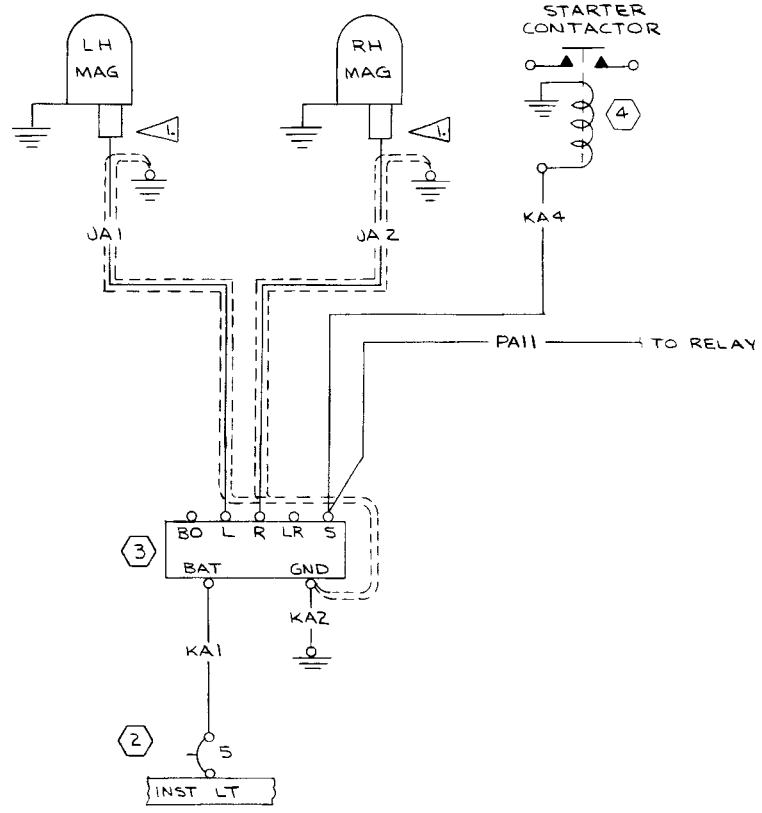 STARTER
CONTACTOR
LH
MAG
RH
MAG
1.
1.
4
JA1
JA2
KA4
PA11
TO RELAY
BO L R LR S
3
BAT GND
KA2
KA1
2
5
INST LT